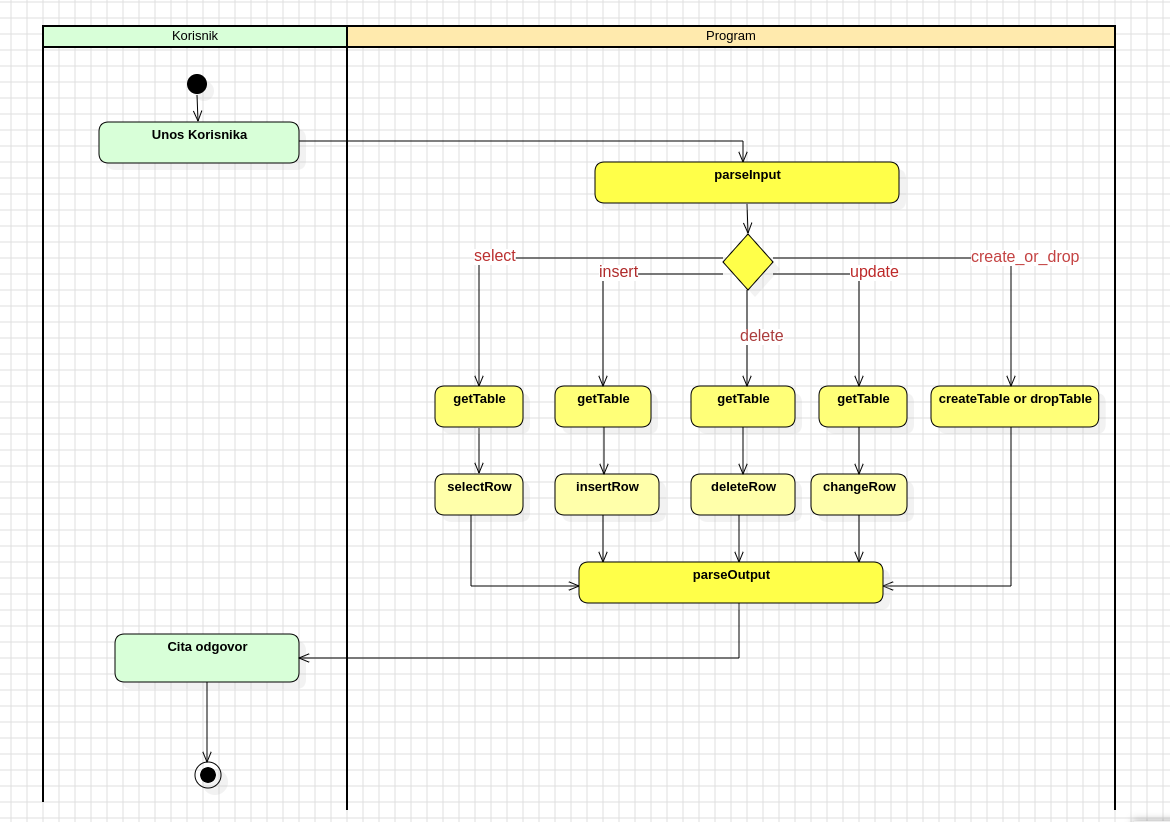 Korisnik
Program
Unos Korisnika
parseInput
select
insert
update
create_or_drop
delete
getTable
getTable
getTable
getTable
createTable or dropTable
selectRow
insertRow
deleteRow
changeRow
parseOutput
Cita odgovor